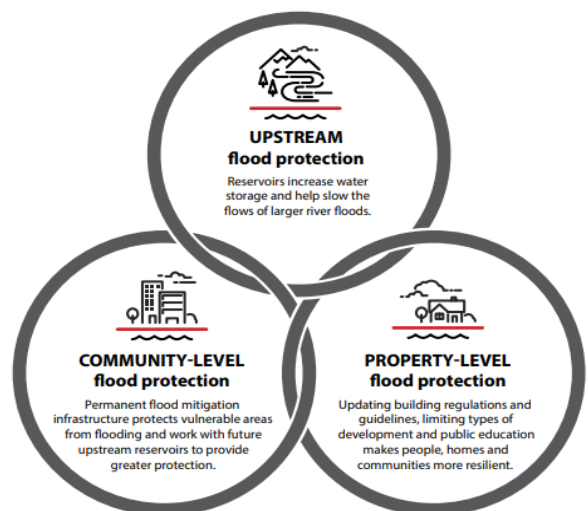 UPSTREAM
flood protection
Reservoirs increase water
storage and help slow the
flows of larger river floods.
COMMUNITY-LEVEL
flood protection
Permanent flood mitigation
infrastructure protects vulnerable areas
from flooding and work with future
upstream reservoirs to provide
greater protection.
PROPERTY-LEVEL
flood protection
Updating building regulations and
guidelines, limiting types of
development and public education
makes people, homes and
communities more resilient.